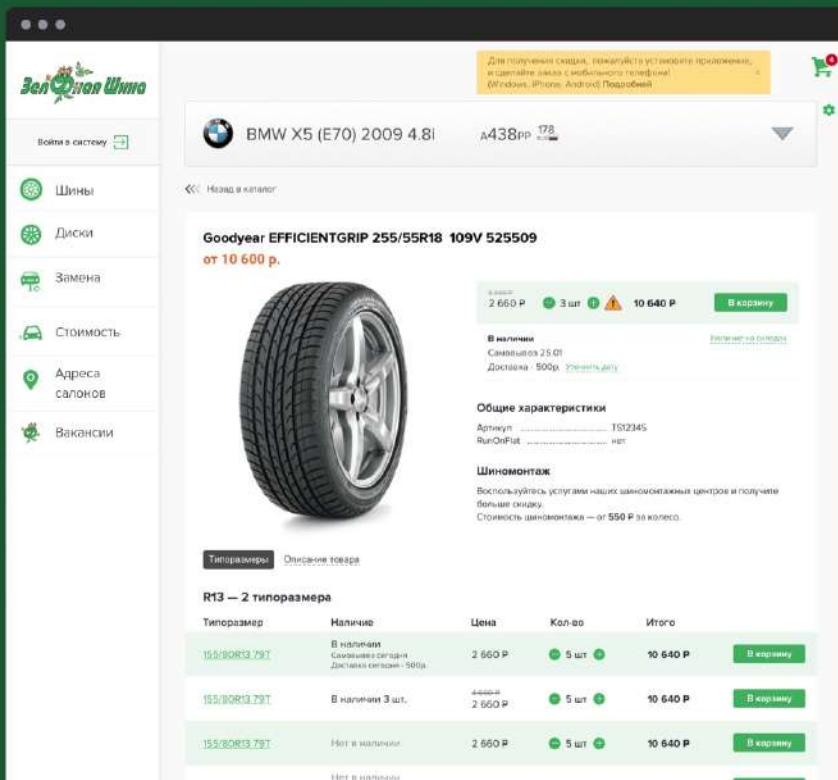 Для получения скидки, пожалуйста установите приложение,
и сделайте заказ с мобильного телефона!
(Windows, iPhone, Android) Подробней
4
Зелёная Шина
Войти в систему
BMW X5 (E70) 2009 4.8i
А438РР 178
Шины
Диски
Замена
Стоимость
Адреса
салонов
Вакансии
Назад в каталог
Goodyear EFFICIENTGRIP 255/55R18 109V 525509
от 10 600 р.
2 660 ₽ 3 шт 10 640 ₽ В корзину
В наличии Наличие на складах
Самовывоз 25.01
Доставка - 500р. Уточнить дату
Общие характеристики
Артикул TS12345
RunOnFlat нет
Шиномонтаж
Воспользуйтесь услугами наших шиномонтажных центров и получите
больше скидку.
Стоимость шиномонтажа — от 550 ₽ за колесо.
Типоразмеры Описание товара
R13 — 2 типоразмера
Типоразмер Наличие Цена Кол-во Итого
155/80R13 79T В наличии 2 660 ₽ 5 шт 10 640 ₽ В корзину
Самовывоз сегодня
Доставка сегодня - 500р.
155/80R13 79T В наличии 3 шт. 2 660 ₽ 5 шт 10 640 ₽ В корзину
155/80R13 79T Нет в наличии 2 660 ₽ 5 шт 10 640 ₽ В корзину
Нет в наличии